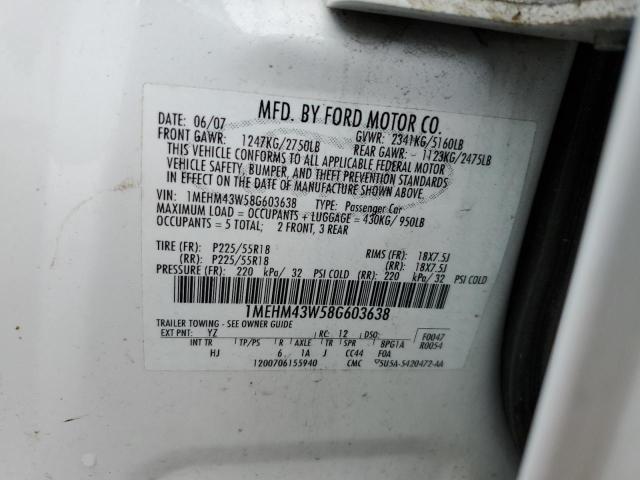 MFD. BY FORD MOTOR CO.
DATE: 06/07
GVWR: 2341KG/5160LB
FRONT GAWR: 1247KG/2750LB
REAR GAWR: 1123KG/2475LB
THIS VEHICLE CONFORMS TO ALL APPLICABLE FEDERAL MOTOR
VEHICLE SAFETY, BUMPER, AND THEFT PREVENTION STANDARDS
IN EFFECT ON THE DATE OF MANUFACTURE SHOWN ABOVE.
VIN: 1MEHM43W58G603638 TYPE: Passenger Car
MAXIMUM LOAD = OCCUPANTS + LUGGAGE = 430KG/ 950LB
OCCUPANTS = 5 TOTAL; 2 FRONT, 3 REAR
TIRE (FR): P225/55R18 RIMS (FR): 18X7.5J
(RR): P225/55R18 (RR): 18X7.5J
PRESSURE (FR): 220 kPa/ 32 PSI COLD (RR): 220 kPa/ 32 PSI COLD
1MEHM43W58G603638
TRAILER TOWING - SEE OWNER GUIDE
EXT PNT: YZ RC: 12 DSO: F0047
INT TR TP/PS R AXLE TR SPR BPG1A R0054
HJ 6 1A J CC44 F0A
1200706155940 CMC 5U5A-5420472-AA